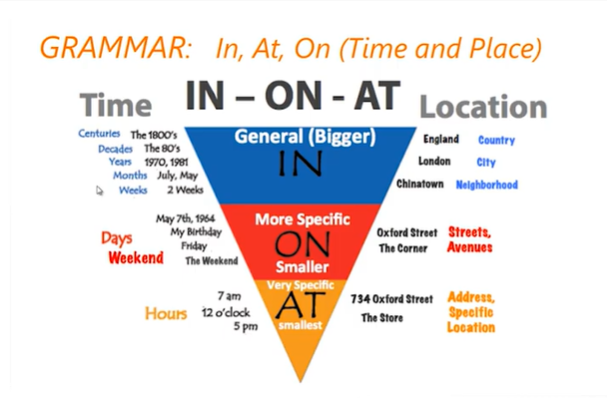 GRAMMAR: In, At, On (Time and Place)
IN – ON - AT
Time
Location
Centuries The 1800's
Decades The 80's
Years 1970, 1981
Months July, May
Weeks 2 Weeks
General (Bigger)
IN
England Country
London City
Chinatown Neighborhood
May 7th, 1964
My Birthday
Days
Friday
Weekend
The Weekend
More Specific
ON
Smaller
Oxford Street Streets,
The Corner Avenues
7 am
Hours 12 o'clock
5 pm
Very Specific
AT
smallest
734 Oxford Street Address,
The Store Specific
Location